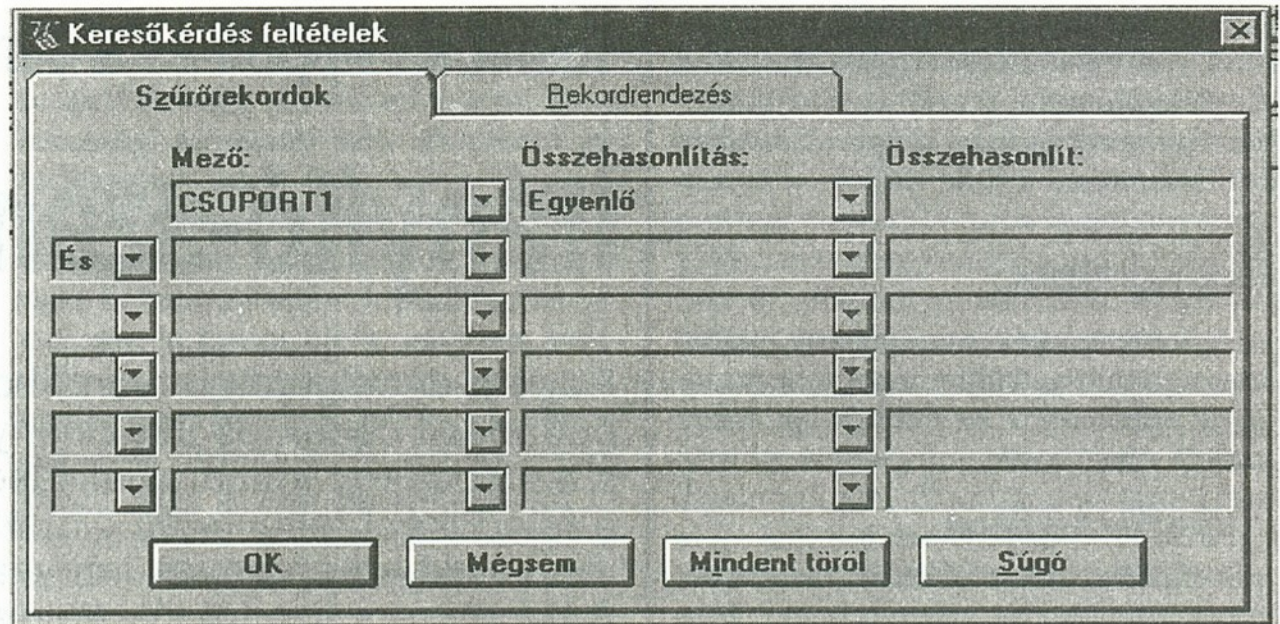 Keresőkérdés feltételek
Szűrőrekordok Rekordrendezés
Mező: Összehasonlítás: Összehasonlít:
CSOPORT1 Egyenlő
És
OK Mégsem Mindent töröl Súgó